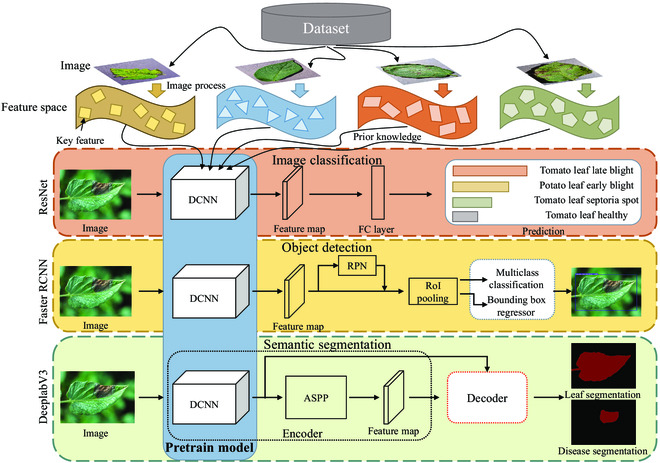 Dataset
Image
Image process
Feature space
Key feature
Prior knowledge
Image classification
ResNet
DCNN
Image
Feature map
FC layer
Tomato leaf late blight
Potato leaf early blight
Tomato leaf septoria spot
Tomato leaf healthy
Prediction
Object detection
Faster RCNN
DCNN
RPN
RoI
pooling
Multiclass
classification
Bounding box
regressor
Image
Feature map
Semantic segmentation
DeeplabV3
DCNN
ASPP
Feature map
Decoder
Leaf segmentation
Image
Encoder
Pretrain model
Disease segmentation